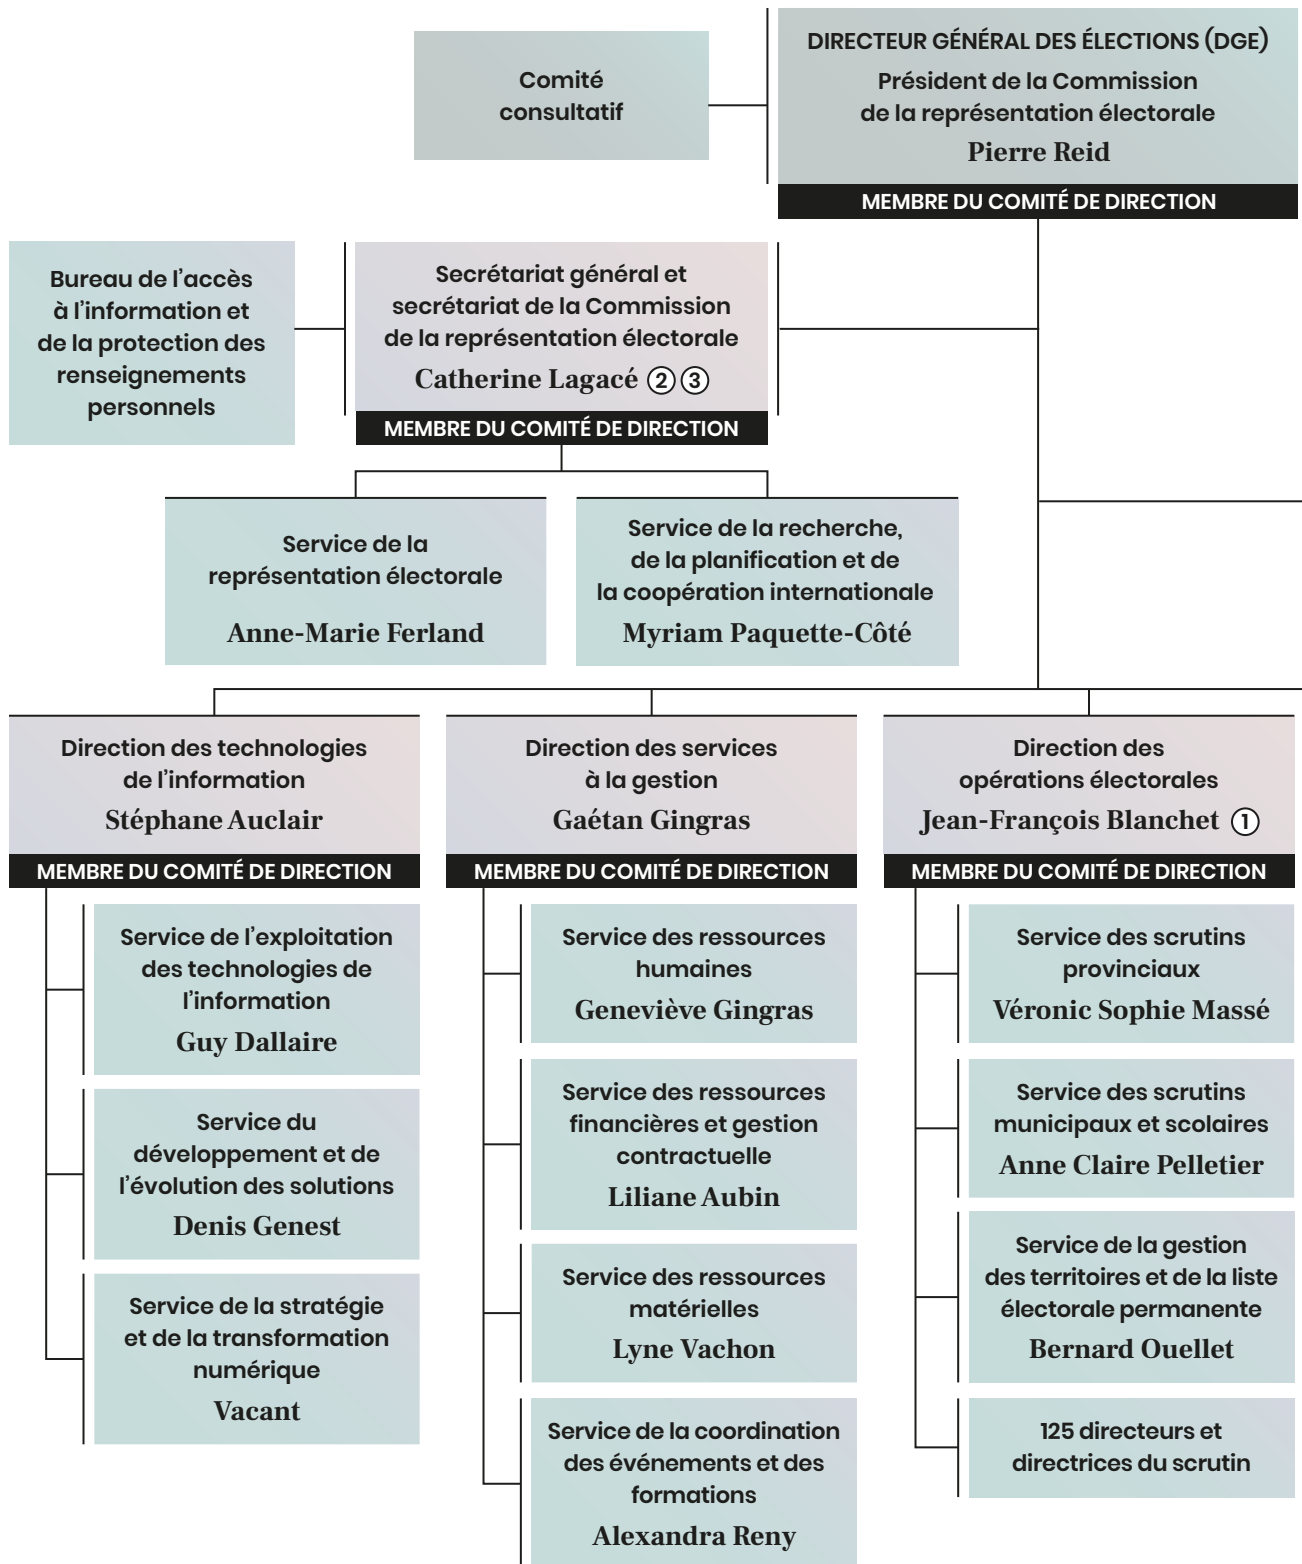 Comité
consultatif
DIRECTEUR GÉNÉRAL DES ÉLECTIONS (DGE)
Président de la Commission
de la représentation électorale
Pierre Reid
MEMBRE DU COMITÉ DE DIRECTION
Bureau de l'accès
à l'information et
de la protection des
renseignements
personnels
Secrétariat général et
secrétariat de la Commission
de la représentation électorale
Catherine Lagacé ② ③
MEMBRE DU COMITÉ DE DIRECTION
Service de la
représentation électorale
Anne-Marie Ferland
Service de la recherche,
de la planification et de
la coopération internationale
Myriam Paquette-Côté
Direction des technologies
de l'information
Stéphane Auclair
MEMBRE DU COMITÉ DE DIRECTION
Service de l'exploitation
des technologies de
l'information
Guy Dallaire
Service du
développement et de
l'évolution des solutions
Denis Genest
Service de la stratégie
et de la transformation
numérique
Vacant
Direction des services
à la gestion
Gaétan Gingras
MEMBRE DU COMITÉ DE DIRECTION
Service des ressources
humaines
Geneviève Gingras
Service des ressources
financières et gestion
contractuelle
Liliane Aubin
Service des ressources
matérielles
Lyne Vachon
Service de la coordination
des événements et des
formations
Alexandra Reny
Direction des
opérations électorales
Jean-François Blanchet ①
MEMBRE DU COMITÉ DE DIRECTION
Service des scrutins
provinciaux
Véronic Sophie Massé
Service des scrutins
municipaux et scolaires
Anne Claire Pelletier
Service de la gestion
des territoires et de la liste
électorale permanente
Bernard Ouellet
125 directeurs et
directrices du scrutin